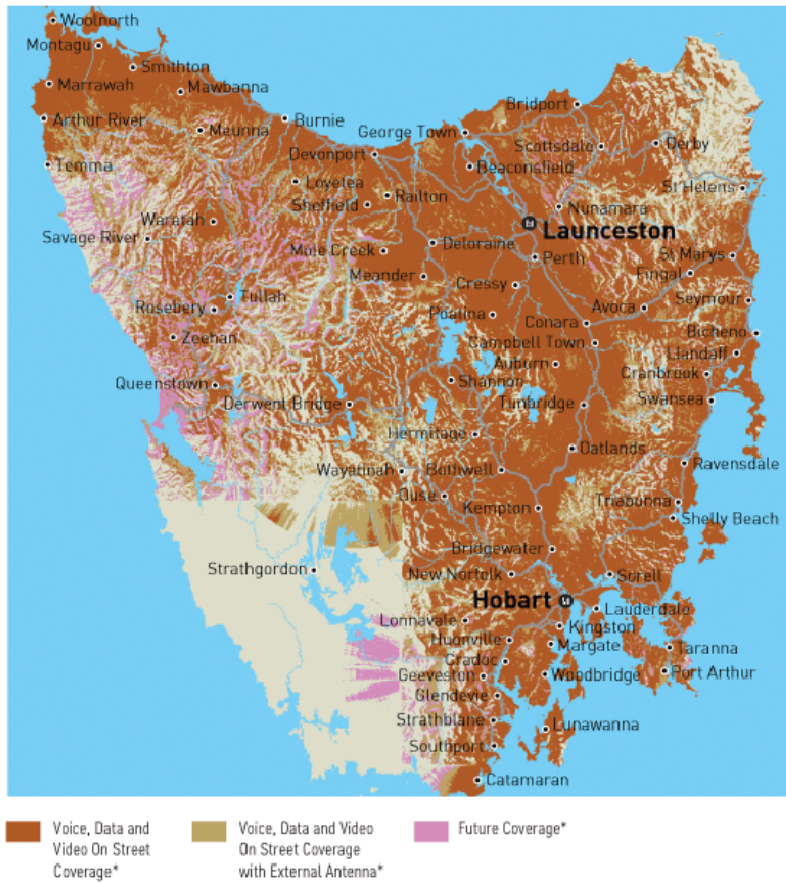 Woolnorth
Montagu
Smithton
Marrawah
Mawbanna
Bridport
Arthur River
Burnie
Meunna
George Town
Scottsdale
Derby
Devonport
Temma
Beaconsfield
Loyetea
Railton
St Helens
Sheffield
Nunamara
Waratah
Launceston
Savage River
Mole Creek
Deloraine
Perth
St Marys
Meander
Fingal
Cressy
Tullah
Seymour
Rosebery
Avoca
Poatina
Conara
Bicheno
Zeehan
Campbell Town
Llandaff
Auburn
Cranbrook
Queenstown
Shannon
Derwent Bridge
Tunbridge
Swansea
Hermitage
Oatlands
Wayatinah
Bothwell
Ravensdale
Ouse
Triabunna
Kempton
Shelly Beach
Bridgewater
Strathgordon
New Norfolk
Sorell
Hobart
Lauderdale
Lonnavale
Kingston
Huonville
Margate
Taranna
Cradoc
Geeveston
Woodbridge
Port Arthur
Glendevie
Strathblane
Lunawanna
Southport
Catamaran
Voice, Data and
Video On Street
Coverage*
Voice, Data and Video
On Street Coverage
with External Antenna*
Future Coverage*